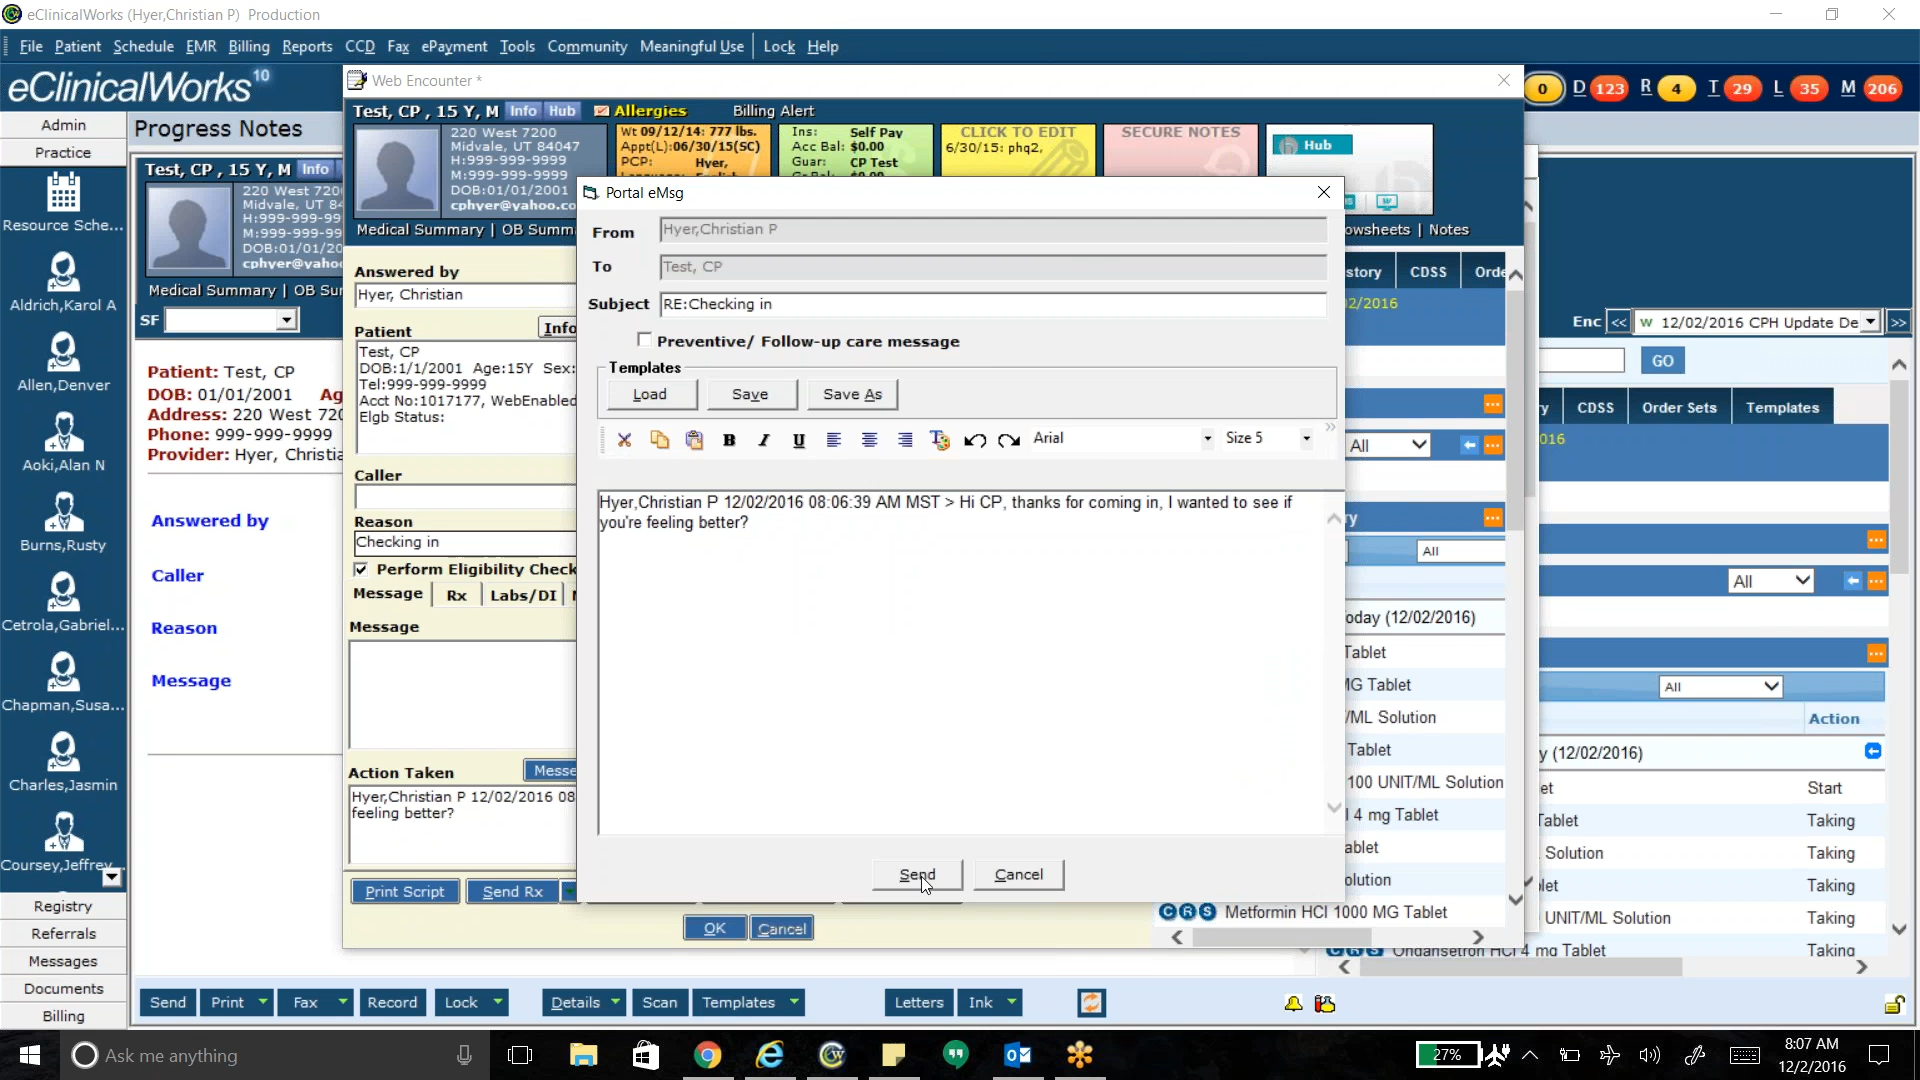 eClinicalWorks (Hyer,Christian P) Production
File Patient Schedule EMR Billing Reports CCD Fax ePayment Tools Community Meaningful Use Lock Help
eClinicalWorks 10
0 D 123 R 4 T 29 L 35 M 206
Admin
Practice
Resource Sche...
Aldrich,Karol A
Allen,Denver
Aoki,Alan N
Burns,Rusty
Cetrola,Gabriel...
Chapman,Susa...
Charles,Jasmin
Coursey,Jeffrey
Registry
Referrals
Messages
Documents
Billing
Progress Notes
Test, CP , 15 Y, M Info
220 West 720
Midvale, UT 84
H:999-999-99
M:999-999-99
DOB:01/01/20
cphyer@yaho
Medical Summary | OB Su
SF
Patient: Test, CP
DOB: 01/01/2001 Ag
Address: 220 West 720
Phone: 999-999-9999
Provider: Hyer, Christia
Answered by
Caller
Reason
Message
Web Encounter *
Test, CP , 15 Y, M Info Hub Allergies Billing Alert
220 West 7200
Midvale, UT 84047
H:999-999-9999
M:999-999-9999
DOB:01/01/2001
cphyer@yahoo.co
Wt 09/12/14: 777 lbs.
Appt(L):06/30/15(SC)
PCP: Hyer,
Ins: Self Pay
Acc Bal: $0.00
Guar: CP Test
CLICK TO EDIT
6/30/15: phq2,
SECURE NOTES
Hub
Medical Summary | OB Summ
owsheets | Notes
Answered by
Hyer, Christian
Patient
Info
Test, CP
DOB:1/1/2001 Age:15Y Sex:
Tel:999-999-9999
Acct No:1017177, WebEnabled
Elgb Status:
Caller
Reason
Checking in
Perform Eligibility Check
Message Rx Labs/DI
Message
Action Taken
Messe
Hyer,Christian P 12/02/2016 08
feeling better?
Print Script Send Rx
OK Cancel
Portal eMsg
From Hyer,Christian P
To Test, CP
Subject RE:Checking in
Preventive/ Follow-up care message
Templates
Load Save Save As
B I U Arial Size 5
Hyer,Christian P 12/02/2016 08:06:39 AM MST > Hi CP, thanks for coming in, I wanted to see if
you're feeling better?
Send Cancel
story CDSS Orde
02/2016
All
ry
All
oday (12/02/2016)
Tablet
MG Tablet
/ML Solution
Tablet
100 UNIT/ML Solution
l 4 mg Tablet
ablet
olution
C R S Metformin HCl 1000 MG Tablet
Enc << W 12/02/2016 CPH Update De >>
GO
y CDSS Order Sets Templates
016
All
All
Action
y (12/02/2016)
et Start
Tablet Taking
Solution Taking
let Taking
UNIT/ML Solution Taking
C R S Ondansetron HCl 4 mg Tablet Taking
Send Print Fax Record Lock Details Scan Templates Letters Ink
Ask me anything
27%
8:07 AM
12/2/2016